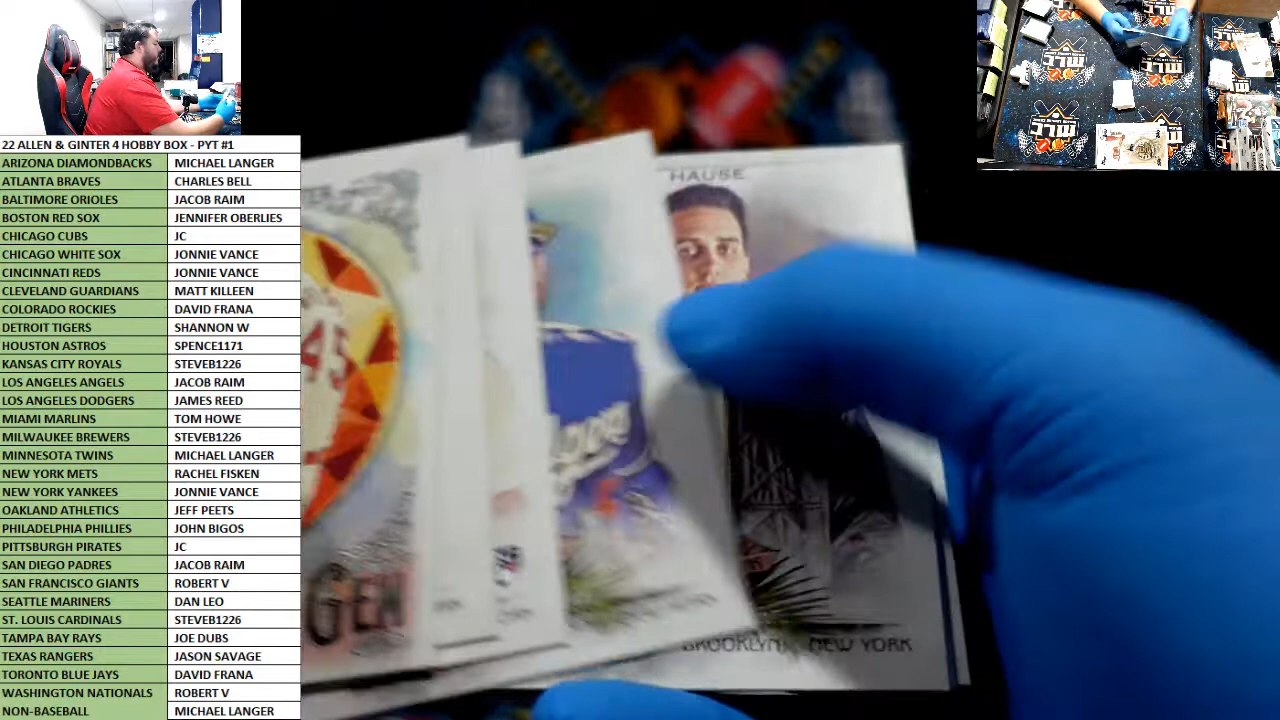 22 ALLEN & GINTER 4 HOBBY BOX - PYT #1
ARIZONA DIAMONDBACKS MICHAEL LANGER
ATLANTA BRAVES CHARLES BELL
BALTIMORE ORIOLES JACOB RAIM
BOSTON RED SOX JENNIFER OBERLIES
CHICAGO CUBS JC
CHICAGO WHITE SOX JONNIE VANCE
CINCINNATI REDS JONNIE VANCE
CLEVELAND GUARDIANS MATT KILLEEN
COLORADO ROCKIES DAVID FRANA
DETROIT TIGERS SHANNON W
HOUSTON ASTROS SPENCE1171
KANSAS CITY ROYALS STEVEB1226
LOS ANGELES ANGELS JACOB RAIM
LOS ANGELES DODGERS JAMES REED
MIAMI MARLINS TOM HOWE
MILWAUKEE BREWERS STEVEB1226
MINNESOTA TWINS MICHAEL LANGER
NEW YORK METS RACHEL FISKEN
NEW YORK YANKEES JONNIE VANCE
OAKLAND ATHLETICS JEFF PEETS
PHILADELPHIA PHILLIES JOHN BIGOS
PITTSBURGH PIRATES JC
SAN DIEGO PADRES JACOB RAIM
SAN FRANCISCO GIANTS ROBERT V
SEATTLE MARINERS DAN LEO
ST. LOUIS CARDINALS STEVEB1226
TAMPA BAY RAYS JOE DUBS
TEXAS RANGERS JASON SAVAGE
TORONTO BLUE JAYS DAVID FRANA
WASHINGTON NATIONALS ROBERT V
NON-BASEBALL MICHAEL LANGER
HAUSE
45
BROOKLYN NEW YORK